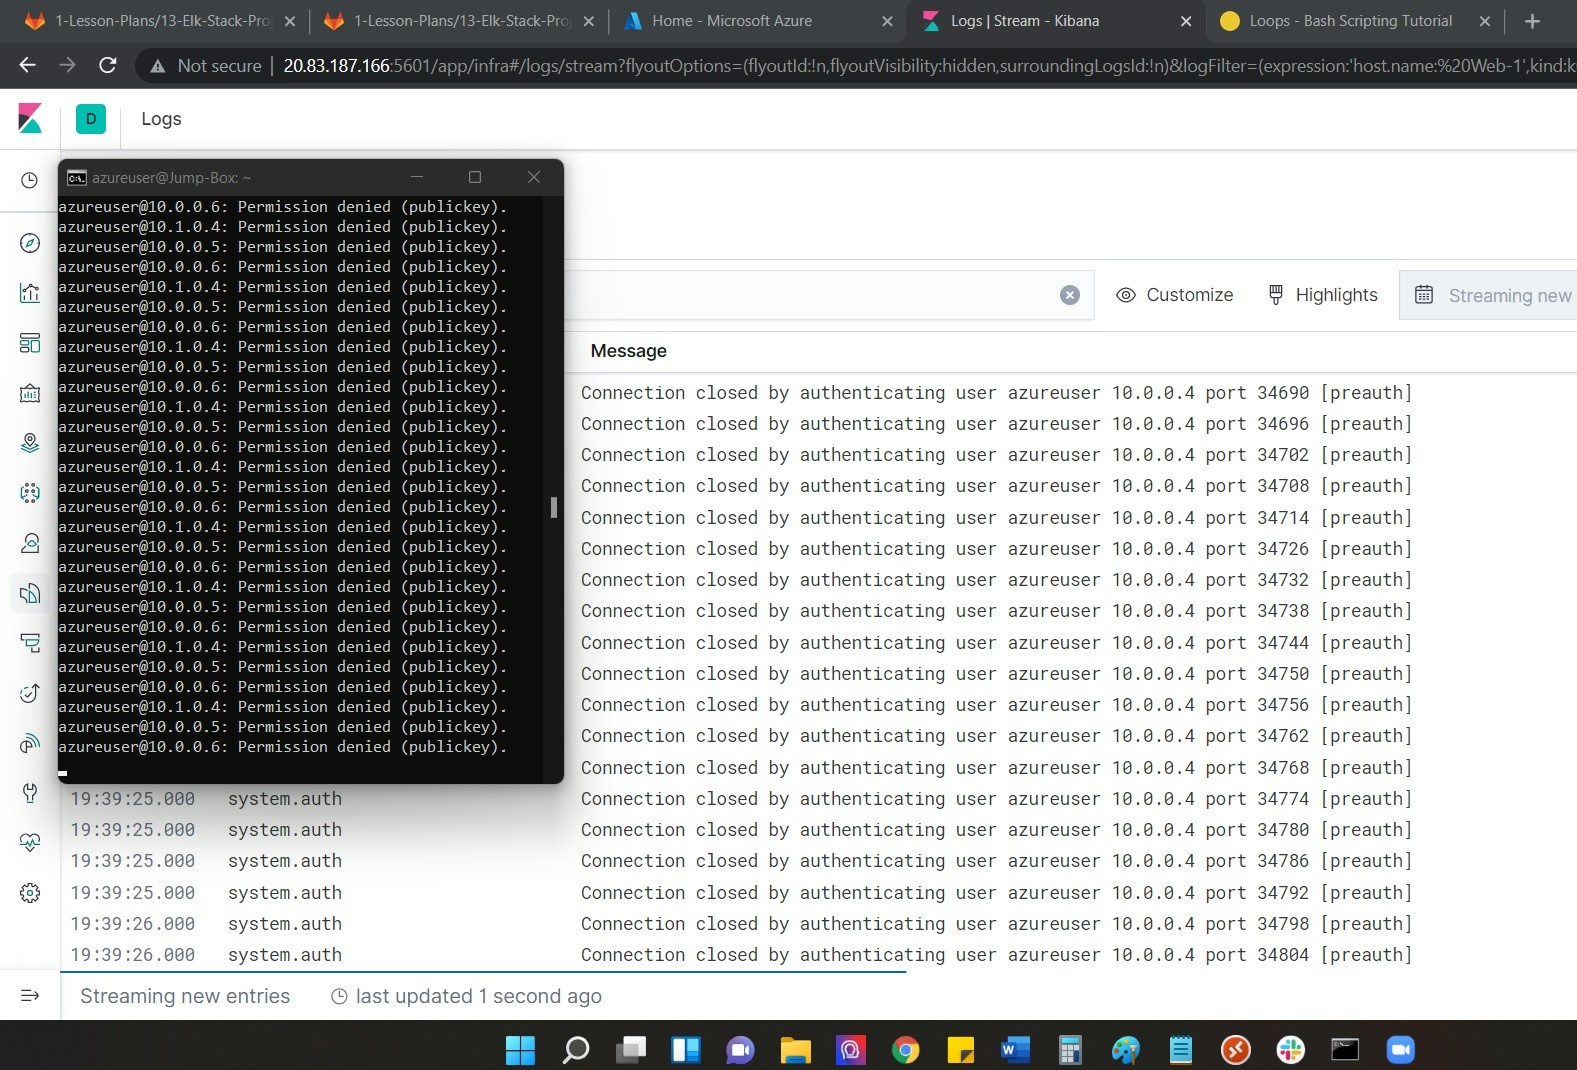 1-Lesson-Plans/13-Elk-Stack-Proj
1-Lesson-Plans/13-Elk-Stack-Proj
Home - Microsoft Azure
Logs | Stream - Kibana
Loops - Bash Scripting Tutorial
Not secure
20.83.187.166:5601/app/infra#/logs/stream?flyoutOptions=(flyoutId:!n,flyoutVisibility:hidden,surroundingLogsId:!n)&logFilter=(expression:'host.name:%20Web-1',kind:k
D
Logs
azureuser@Jump-Box: ~
azureuser@10.0.0.6: Permission denied (publickey).
azureuser@10.1.0.4: Permission denied (publickey).
azureuser@10.0.0.5: Permission denied (publickey).
azureuser@10.0.0.6: Permission denied (publickey).
azureuser@10.1.0.4: Permission denied (publickey).
azureuser@10.0.0.5: Permission denied (publickey).
azureuser@10.0.0.6: Permission denied (publickey).
azureuser@10.1.0.4: Permission denied (publickey).
azureuser@10.0.0.5: Permission denied (publickey).
azureuser@10.0.0.6: Permission denied (publickey).
azureuser@10.1.0.4: Permission denied (publickey).
azureuser@10.0.0.5: Permission denied (publickey).
azureuser@10.0.0.6: Permission denied (publickey).
azureuser@10.1.0.4: Permission denied (publickey).
azureuser@10.0.0.5: Permission denied (publickey).
azureuser@10.0.0.6: Permission denied (publickey).
azureuser@10.1.0.4: Permission denied (publickey).
azureuser@10.0.0.5: Permission denied (publickey).
azureuser@10.0.0.6: Permission denied (publickey).
azureuser@10.1.0.4: Permission denied (publickey).
azureuser@10.0.0.5: Permission denied (publickey).
azureuser@10.0.0.6: Permission denied (publickey).
azureuser@10.1.0.4: Permission denied (publickey).
azureuser@10.0.0.5: Permission denied (publickey).
azureuser@10.0.0.6: Permission denied (publickey).
azureuser@10.1.0.4: Permission denied (publickey).
azureuser@10.0.0.5: Permission denied (publickey).
azureuser@10.0.0.6: Permission denied (publickey).
Customize
Highlights
Streaming new
Message
Connection closed by authenticating user azureuser 10.0.0.4 port 34690 [preauth]
Connection closed by authenticating user azureuser 10.0.0.4 port 34696 [preauth]
Connection closed by authenticating user azureuser 10.0.0.4 port 34702 [preauth]
Connection closed by authenticating user azureuser 10.0.0.4 port 34708 [preauth]
Connection closed by authenticating user azureuser 10.0.0.4 port 34714 [preauth]
Connection closed by authenticating user azureuser 10.0.0.4 port 34726 [preauth]
Connection closed by authenticating user azureuser 10.0.0.4 port 34732 [preauth]
Connection closed by authenticating user azureuser 10.0.0.4 port 34738 [preauth]
Connection closed by authenticating user azureuser 10.0.0.4 port 34744 [preauth]
Connection closed by authenticating user azureuser 10.0.0.4 port 34750 [preauth]
Connection closed by authenticating user azureuser 10.0.0.4 port 34756 [preauth]
Connection closed by authenticating user azureuser 10.0.0.4 port 34762 [preauth]
Connection closed by authenticating user azureuser 10.0.0.4 port 34768 [preauth]
19:39:25.000 system.auth Connection closed by authenticating user azureuser 10.0.0.4 port 34774 [preauth]
19:39:25.000 system.auth Connection closed by authenticating user azureuser 10.0.0.4 port 34780 [preauth]
19:39:25.000 system.auth Connection closed by authenticating user azureuser 10.0.0.4 port 34786 [preauth]
19:39:25.000 system.auth Connection closed by authenticating user azureuser 10.0.0.4 port 34792 [preauth]
19:39:26.000 system.auth Connection closed by authenticating user azureuser 10.0.0.4 port 34798 [preauth]
19:39:26.000 system.auth Connection closed by authenticating user azureuser 10.0.0.4 port 34804 [preauth]
Streaming new entries
last updated 1 second ago